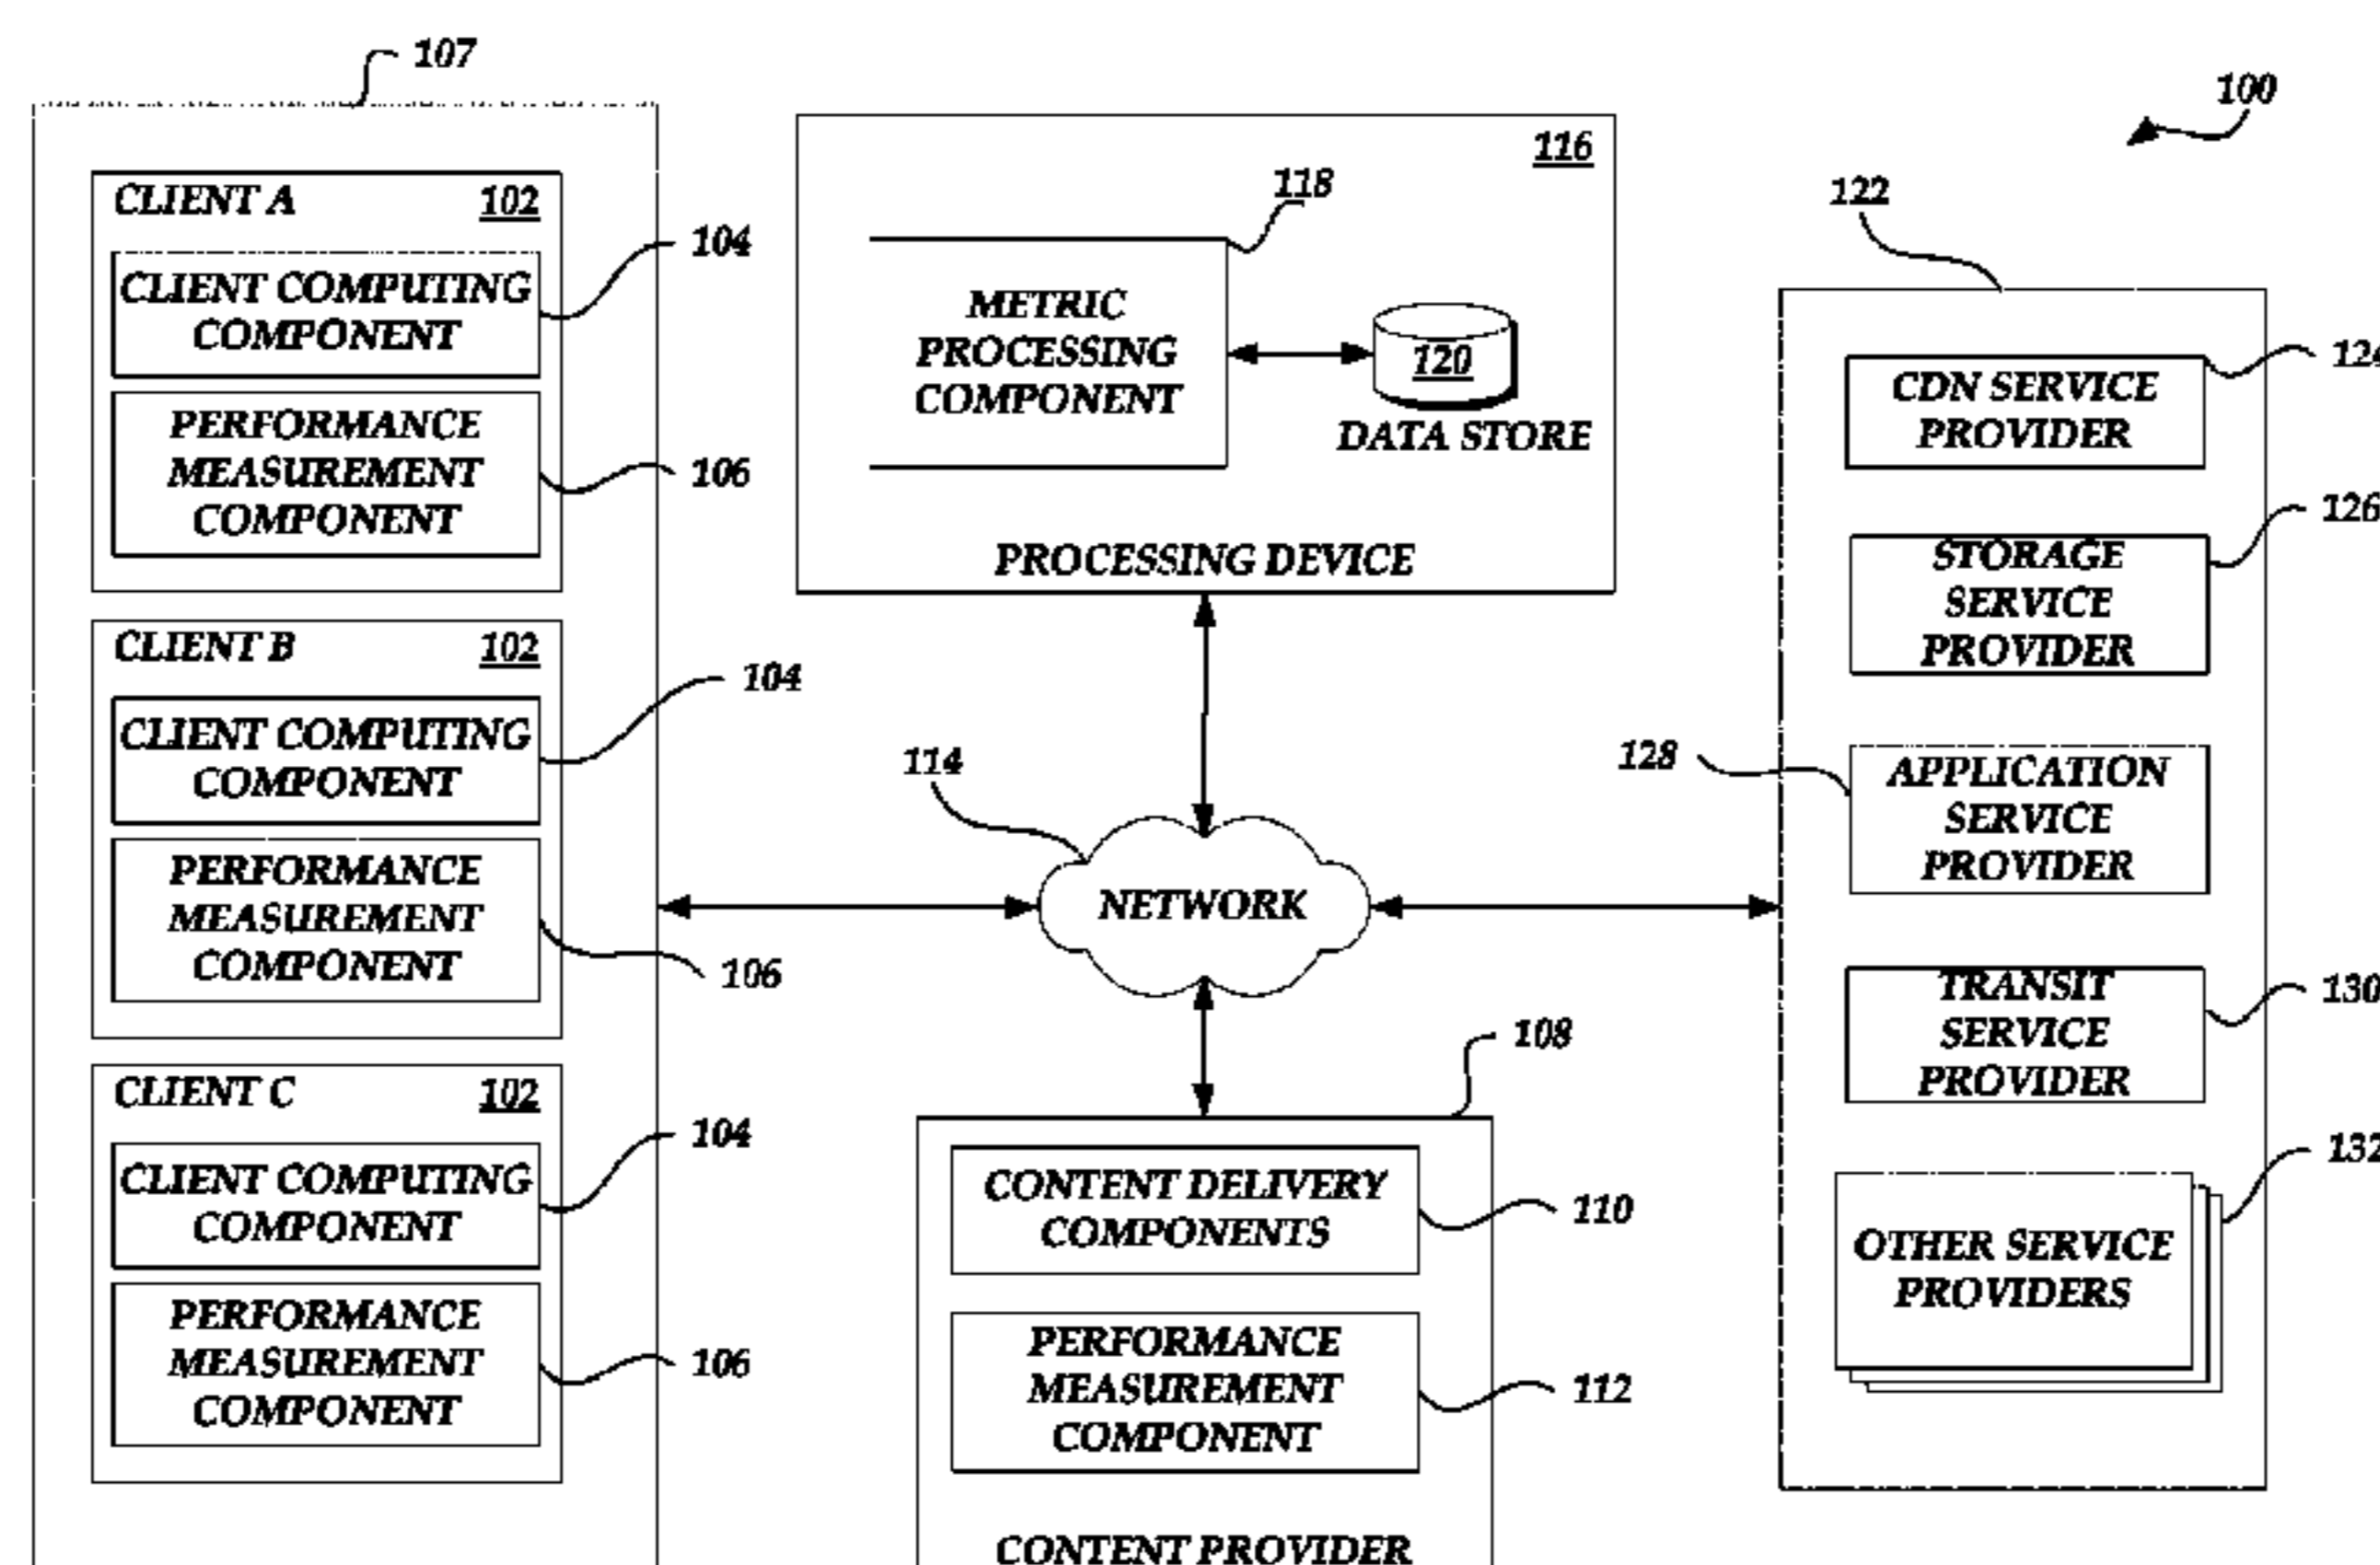 107
CLIENT A 102
104
CLIENT COMPUTING
COMPONENT
PERFORMANCE
MEASUREMENT
COMPONENT
106
CLIENT B 102
104
CLIENT COMPUTING
COMPONENT
PERFORMANCE
MEASUREMENT
COMPONENT
106
CLIENT C 102
104
CLIENT COMPUTING
COMPONENT
PERFORMANCE
MEASUREMENT
COMPONENT
106
116
118
METRIC
PROCESSING
COMPONENT
120
DATA STORE
PROCESSING DEVICE
114
NETWORK
108
CONTENT DELIVERY
COMPONENTS
110
PERFORMANCE
MEASUREMENT
COMPONENT
112
CONTENT PROVIDER
100
122
124
CDN SERVICE
PROVIDER
126
STORAGE
SERVICE
PROVIDER
128
APPLICATION
SERVICE
PROVIDER
130
TRANSIT
SERVICE
PROVIDER
132
OTHER SERVICE
PROVIDERS